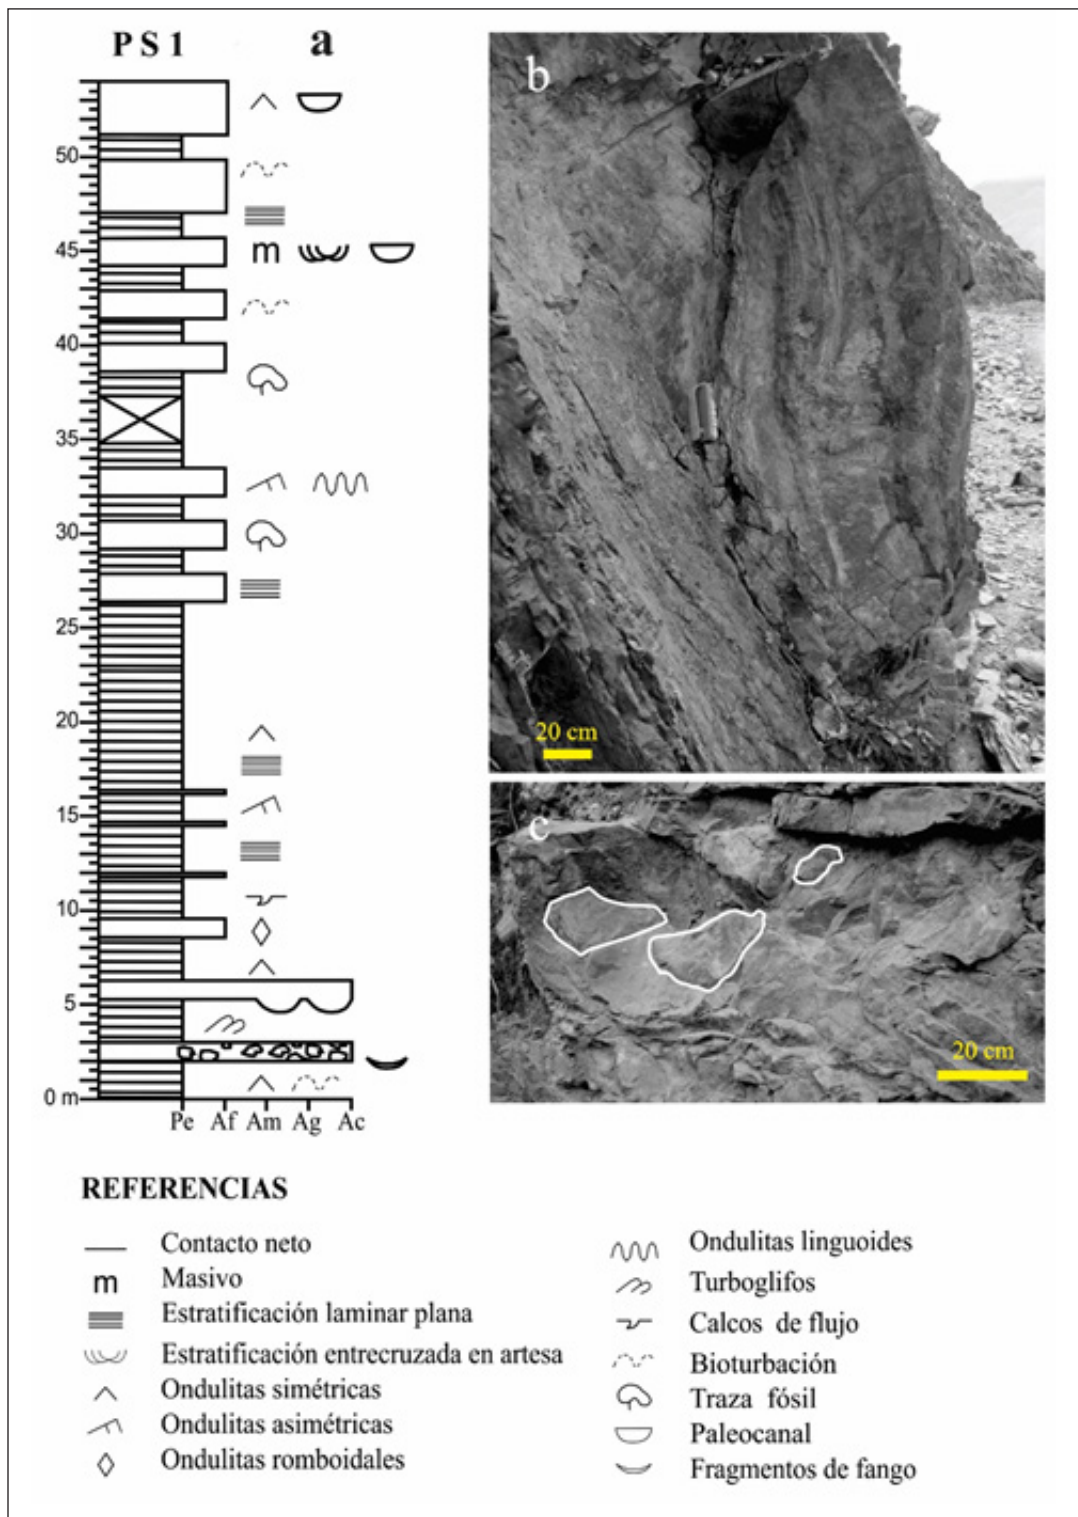 PS1 a
50
45
40
35
30
25
20
15
10
5
0 m
m
Pe Af Am Ag Ac
b
20 cm
c
20 cm
REFERENCIAS
Contacto neto
m Masivo
Estratificación laminar plana
Estratificación entrecruzada en artesa
Ondulitas simétricas
Ondulitas asimétricas
Ondulitas romboidales
Ondulitas linguoides
Turboglifos
Calcos de flujo
Bioturbación
Traza fósil
Paleocanal
Fragmentos de fango